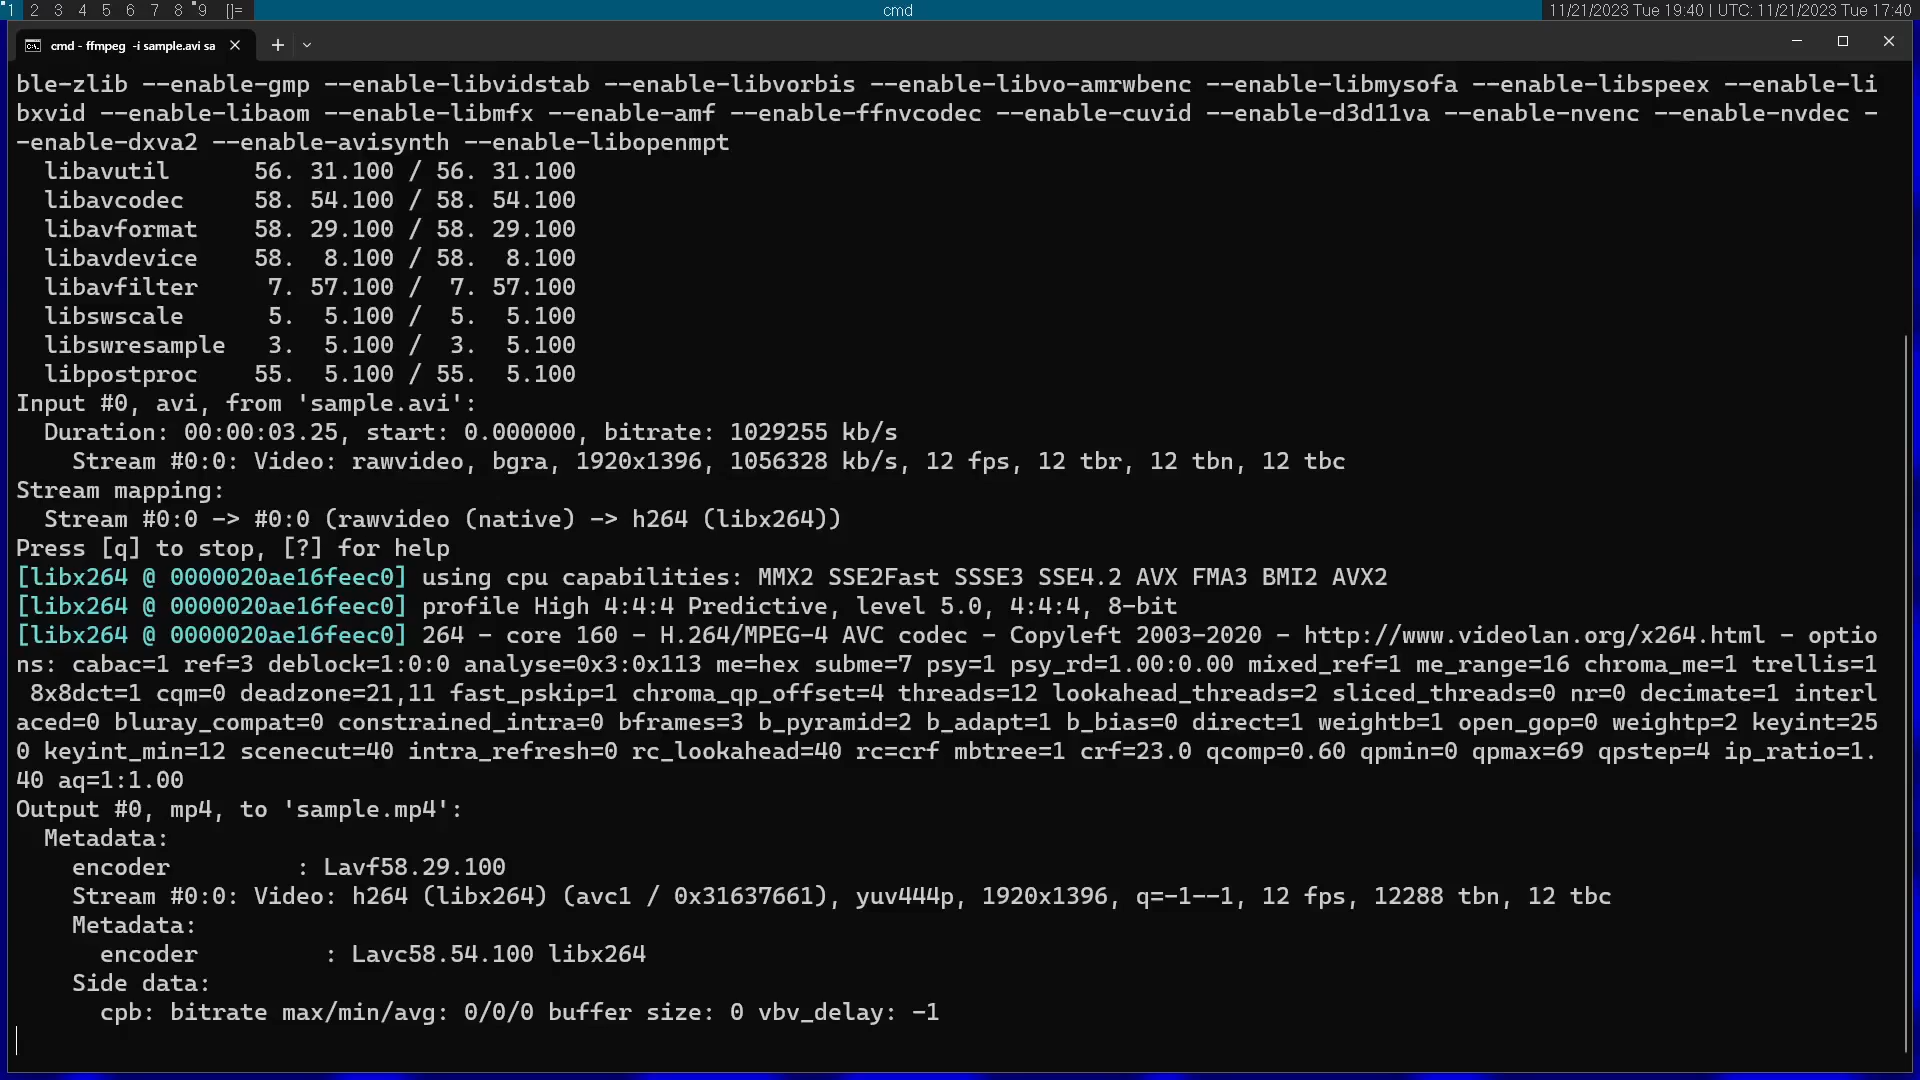 1 2 3 4 5 6 7 8 9 []= cmd 11/21/2023 Tue 19:40 | UTC: 11/21/2023 Tue 17:40
cmd - ffmpeg -i sample.avi sa
ble-zlib --enable-gmp --enable-libvidstab --enable-libvorbis --enable-libvo-amrwbenc --enable-libmysofa --enable-libspeex --enable-li
bxvid --enable-libaom --enable-libmfx --enable-amf --enable-ffnvcodec --enable-cuvid --enable-d3d11va --enable-nvenc --enable-nvdec -
-enable-dxva2 --enable-avisynth --enable-libopenmpt
libavutil 56. 31.100 / 56. 31.100
libavcodec 58. 54.100 / 58. 54.100
libavformat 58. 29.100 / 58. 29.100
libavdevice 58. 8.100 / 58. 8.100
libavfilter 7. 57.100 / 7. 57.100
libswscale 5. 5.100 / 5. 5.100
libswresample 3. 5.100 / 3. 5.100
libpostproc 55. 5.100 / 55. 5.100
Input #0, avi, from 'sample.avi':
Duration: 00:00:03.25, start: 0.000000, bitrate: 1029255 kb/s
Stream #0:0: Video: rawvideo, bgra, 1920x1396, 1056328 kb/s, 12 fps, 12 tbr, 12 tbn, 12 tbc
Stream mapping:
Stream #0:0 -> #0:0 (rawvideo (native) -> h264 (libx264))
Press [q] to stop, [?] for help
[libx264 @ 0000020ae16feec0] using cpu capabilities: MMX2 SSE2Fast SSSE3 SSE4.2 AVX FMA3 BMI2 AVX2
[libx264 @ 0000020ae16feec0] profile High 4:4:4 Predictive, level 5.0, 4:4:4, 8-bit
[libx264 @ 0000020ae16feec0] 264 - core 160 - H.264/MPEG-4 AVC codec - Copyleft 2003-2020 - http://www.videolan.org/x264.html - optio
ns: cabac=1 ref=3 deblock=1:0:0 analyse=0x3:0x113 me=hex subme=7 psy=1 psy_rd=1.00:0.00 mixed_ref=1 me_range=16 chroma_me=1 trellis=1
8x8dct=1 cqm=0 deadzone=21,11 fast_pskip=1 chroma_qp_offset=4 threads=12 lookahead_threads=2 sliced_threads=0 nr=0 decimate=1 interl
aced=0 bluray_compat=0 constrained_intra=0 bframes=3 b_pyramid=2 b_adapt=1 b_bias=0 direct=1 weightb=1 open_gop=0 weightp=2 keyint=25
0 keyint_min=12 scenecut=40 intra_refresh=0 rc_lookahead=40 rc=crf mbtree=1 crf=23.0 qcomp=0.60 qpmin=0 qpmax=69 qpstep=4 ip_ratio=1.
40 aq=1:1.00
Output #0, mp4, to 'sample.mp4':
Metadata:
encoder : Lavf58.29.100
Stream #0:0: Video: h264 (libx264) (avc1 / 0x31637661), yuv444p, 1920x1396, q=-1--1, 12 fps, 12288 tbn, 12 tbc
Metadata:
encoder : Lavc58.54.100 libx264
Side data:
cpb: bitrate max/min/avg: 0/0/0 buffer size: 0 vbv_delay: -1